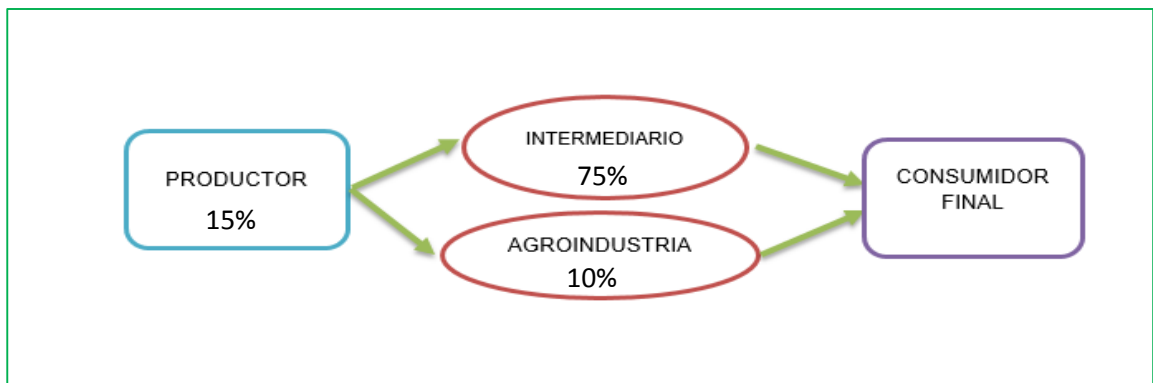 PRODUCTOR
15%
INTERMEDIARIO
75%
AGROINDUSTRIA
10%
CONSUMIDOR
FINAL